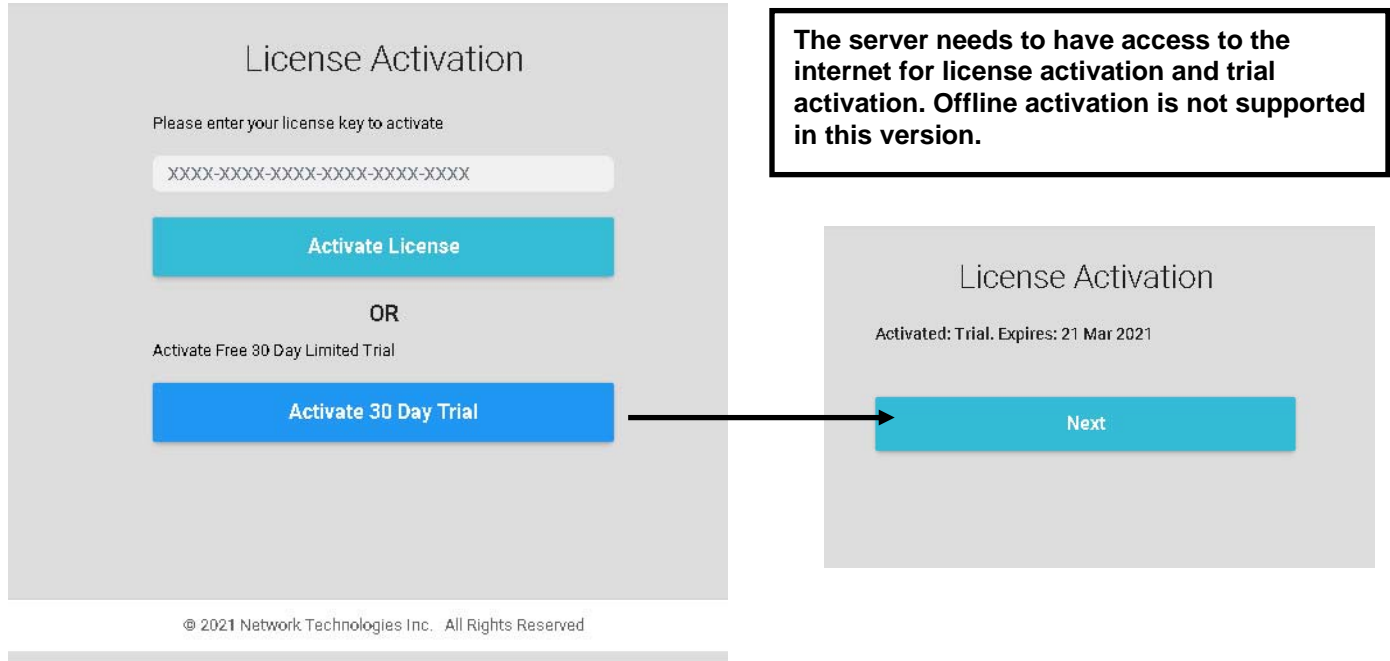 License Activation
Please enter your license key to activate
XXXX-XXXX-XXXX-XXXX-XXXX-XXXX
Activate License
OR
Activate Free 30 Day Limited Trial
Activate 30 Day Trial
© 2021 Network Technologies Inc. All Rights Reserved
The server needs to have access to the
internet for license activation and trial
activation. Offline activation is not supported
in this version.
License Activation
Activated: Trial. Expires: 21 Mar 2021
Next